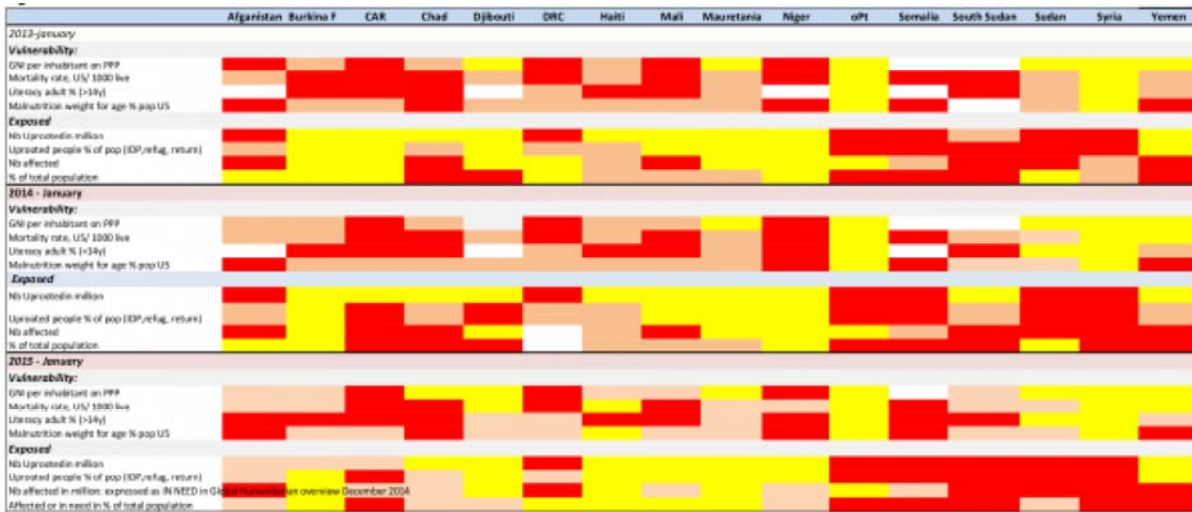 Afganistan Burkina F CAR Chad Djibouti DRC Haiti Mali Mauretania Niger oPt Somalia South Sudan Sudan Syria Yemen
2013-january
Vulnerability:
GNI per inhabitant on PPP
Mortality rate, U5/ 1000 live
Literacy adult % (>14y)
Malnutrition weight for age % pop U5
Exposed
Nb Uprootedin million
Uprooted people % of pop (IDP,refug, return)
Nb affected
% of total population
2014 - January
Vulnerability:
GNI per inhabitant on PPP
Mortality rate, U5/ 1000 live
Literacy adult % (>14y)
Malnutrition weight for age % pop U5
Exposed
Nb Uprootedin million
Uprooted people % of pop (IDP,refug, return)
Nb affected
% of total population
2015 - January
Vulnerability:
GNI per inhabitant on PPP
Mortality rate, U5/ 1000 live
Literacy adult % (>14y)
Malnutrition weight for age % pop U5
Exposed
Nb Uprootedin million
Uprooted people % of pop (IDP,refug, return)
Nb affected in million: expressed as IN NEED in Global Humanitarian overview December 2014
Affected or in need in % of total population